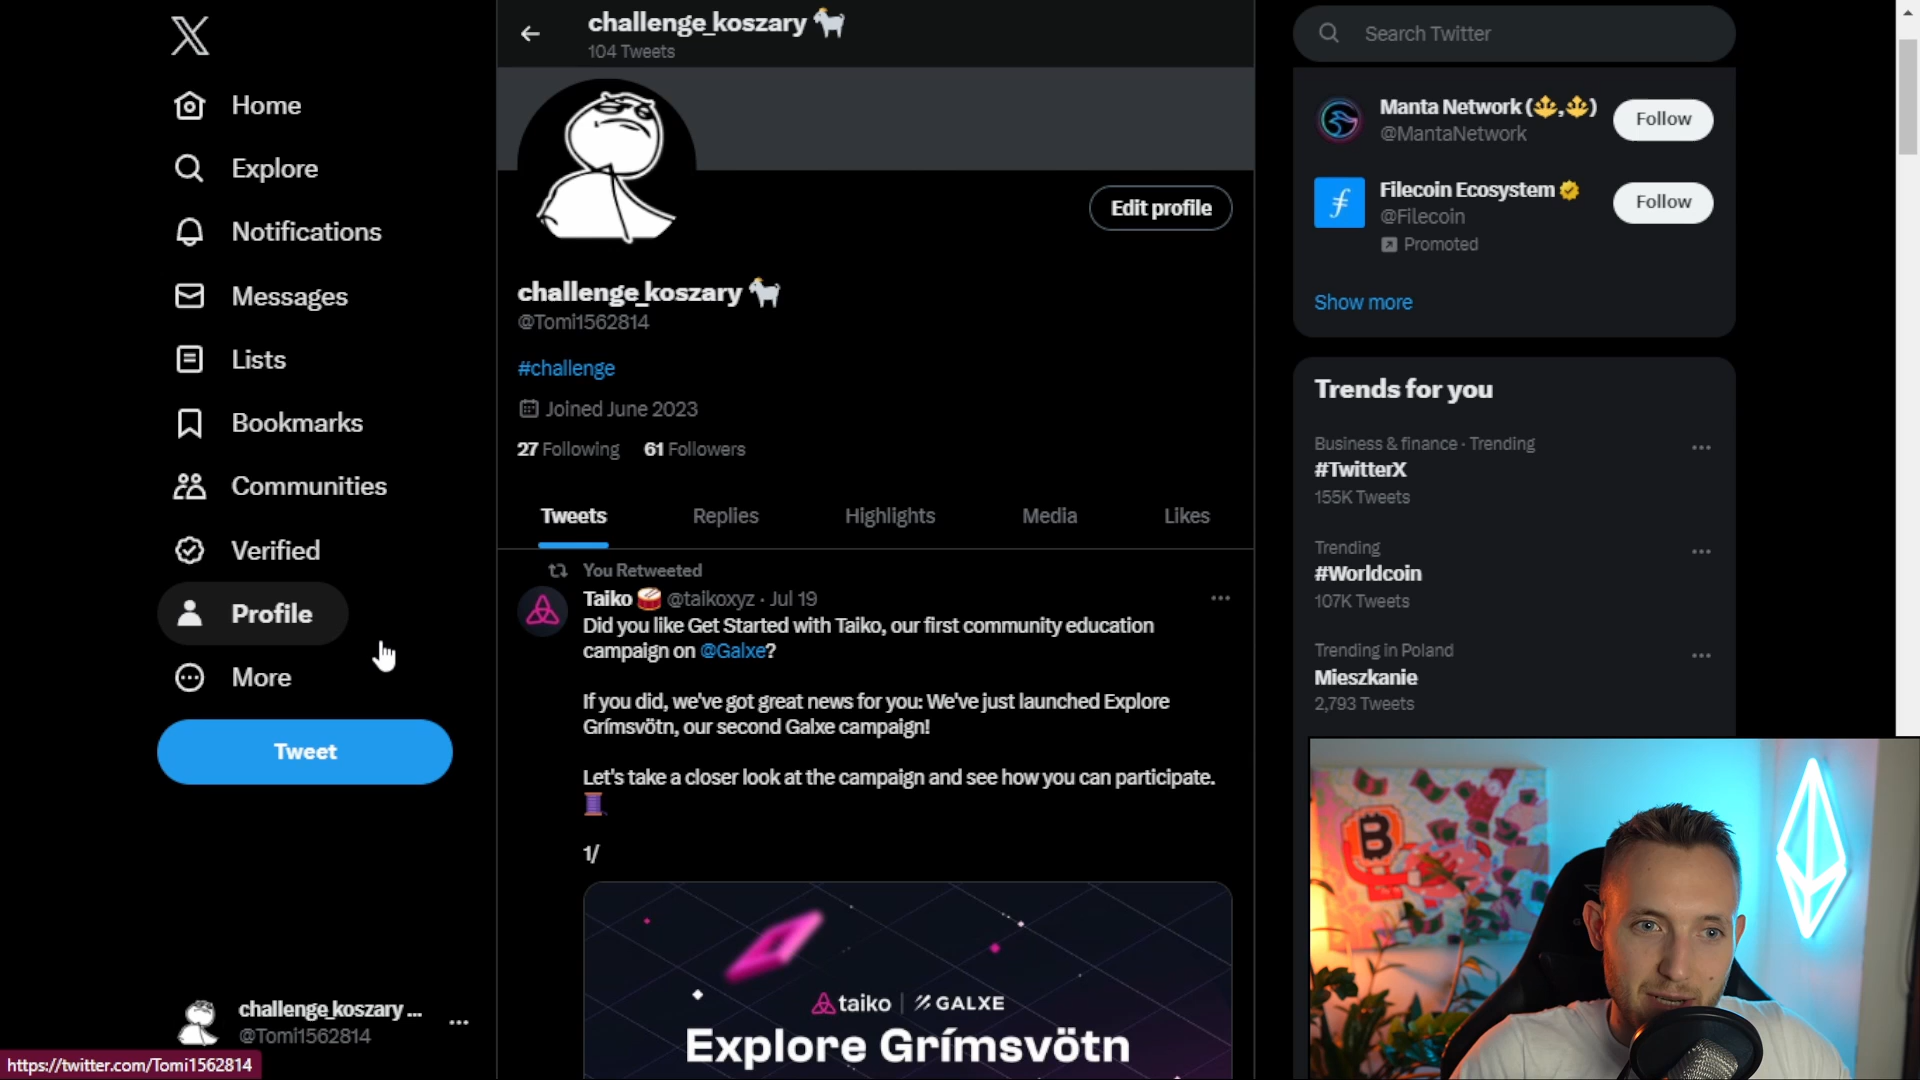 challenge_koszary 🐐
104 Tweets
Home
Explore
Notifications
Messages
Lists
Bookmarks
Communities
Verified
Profile
More
Tweet
challenge_koszary ...
@Tomi1562814
https://twitter.com/Tomi1562814
Edit profile
challenge_koszary 🐐
@Tomi1562814
#challenge
Joined June 2023
27 Following 61 Followers
Tweets Replies Highlights Media Likes
You Retweeted
Taiko 🥁 @taikoxyz · Jul 19
Did you like Get Started with Taiko, our first community education
campaign on @Galxe?
If you did, we've got great news for you: We've just launched Explore
Grímsvötn, our second Galxe campaign!
Let's take a closer look at the campaign and see how you can participate.
🧵
1/
taiko | GALXE
Explore Grímsvötn
Search Twitter
Manta Network (🔱,🔱)
@MantaNetwork
Follow
Filecoin Ecosystem
@Filecoin
Promoted
Follow
Show more
Trends for you
Business & finance · Trending
#TwitterX
155K Tweets
Trending
#Worldcoin
107K Tweets
Trending in Poland
Mieszkanie
2,793 Tweets